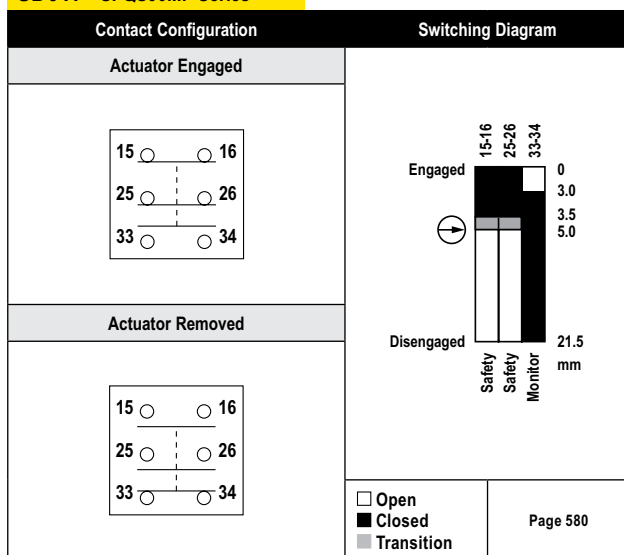 Contact Configuration
Switching Diagram
Actuator Engaged
15 16
25 26
33 34
Actuator Removed
15 16
25 26
33 34
15-16
25-26
33-34
Engaged
0
3.0
3.5
5.0
Disengaged
21.5
mm
Safety
Safety
Monitor
Open
Closed
Transition
Page 580